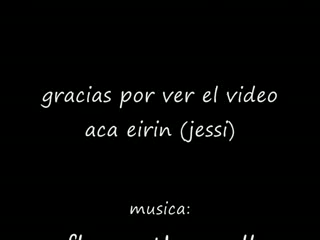 gracias por ver el video
aca eirin (jessi)
musica: